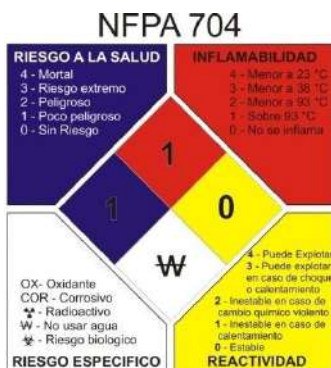 NFPA 704
RIESGO A LA SALUD
4 - Mortal
3 - Riesgo extremo
2 - Peligroso
1 - Poco peligroso
0 - Sin Riesgo
INFLAMABILIDAD
4 - Menor a 23 °C
3 - Menor a 38 °C
2 - Menor a 93 °C
1 - Sobre 93 °C
0 - No se inflama
1
1
0
W
OX- Oxidante
COR - Corrosivo
☢ - Radioactivo
W - No usar agua
☣ - Riesgo biologico
RIESGO ESPECIFICO
4 - Puede Explotar
3 - Puede explotar
en caso de choque
o calentamiento
2 - Inestable en caso de
cambio químico violento
1 - Inestable en caso de
calentamiento
0 - Estable
REACTIVIDAD